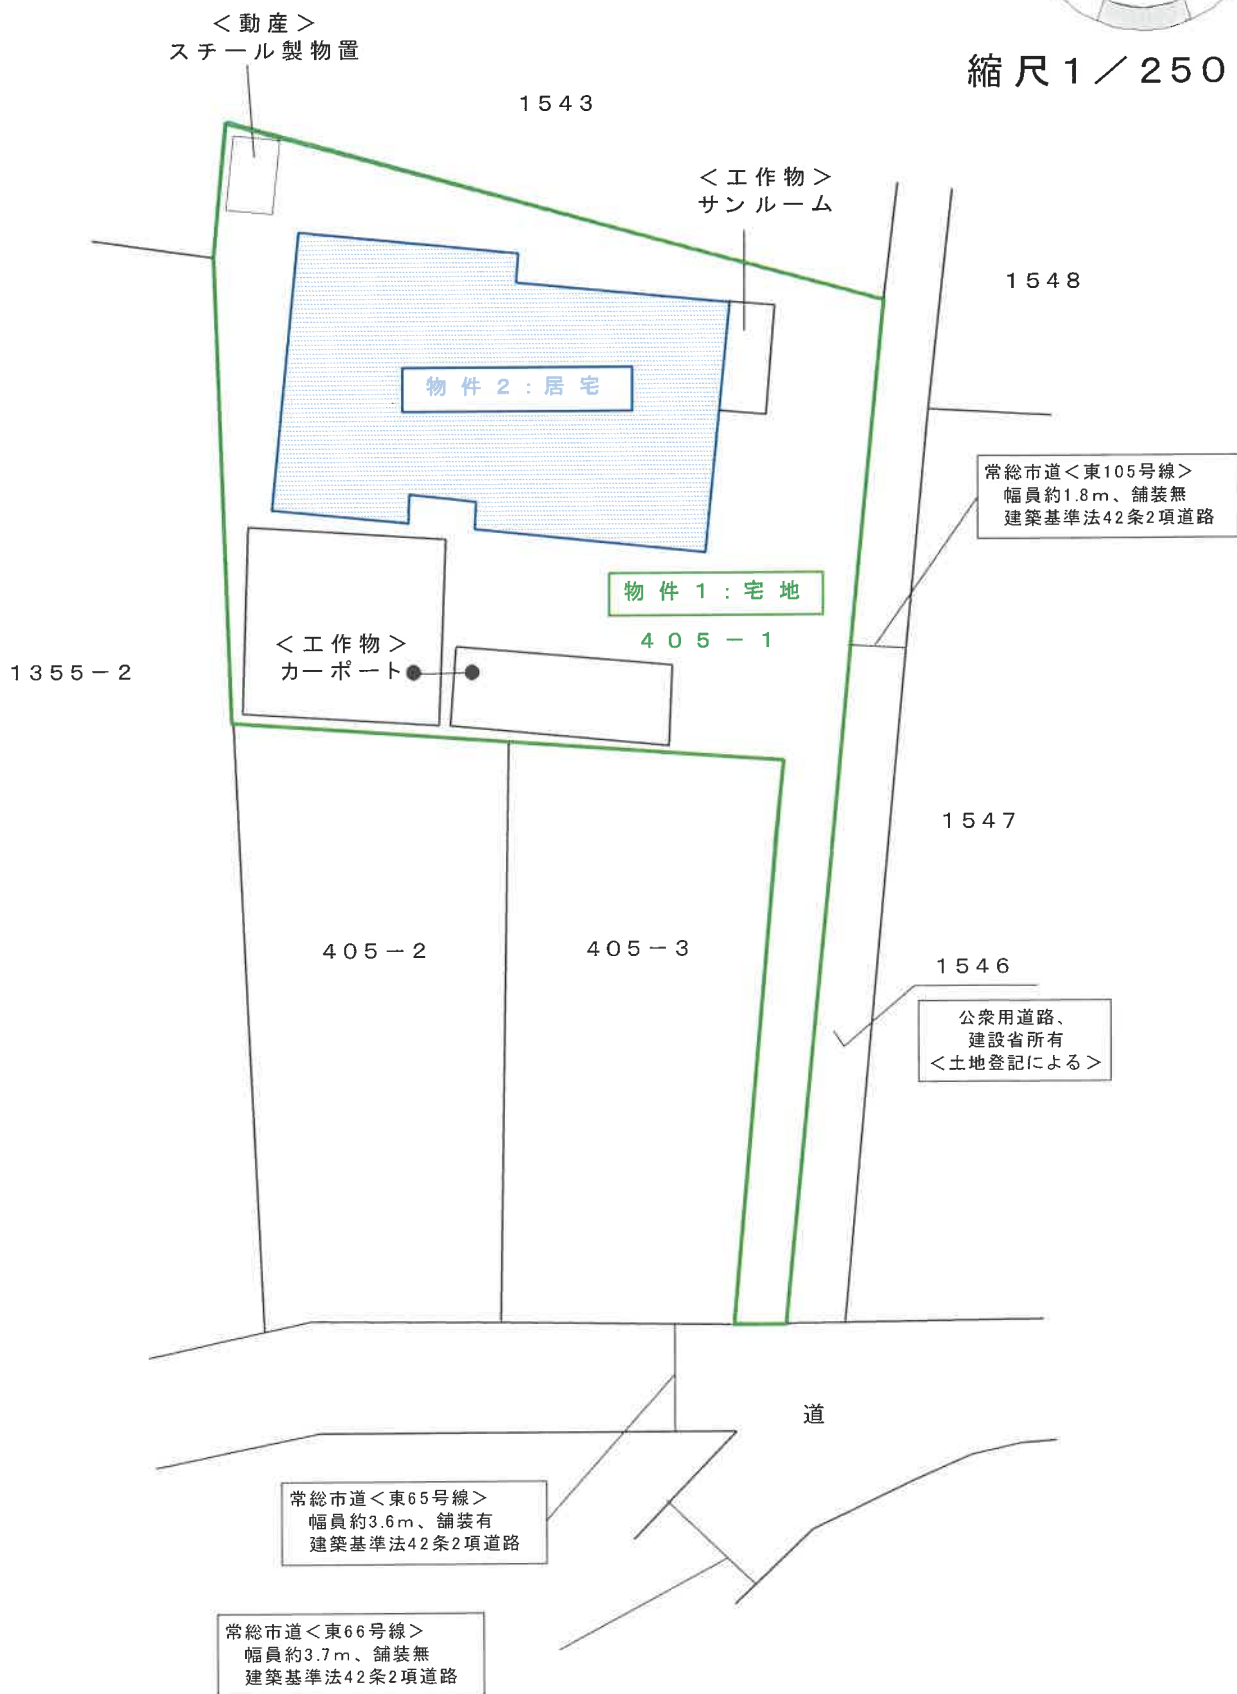 ＜動産＞
スチール製物置
縮尺１／２５０
１５４３
＜工作物＞
サンルーム
１５４８
物件２：居宅
常総市道＜東105号線＞
幅員約1.8ｍ、舗装無
建築基準法42条2項道路
物件１：宅地
４０５－１
＜工作物＞
カーポート
１３５５－２
１５４７
４０５－２
４０５－３
１５４６
公衆用道路、
建設省所有
＜土地登記による＞
道
常総市道＜東65号線＞
幅員約3.6ｍ、舗装有
建築基準法42条2項道路
常総市道＜東66号線＞
幅員約3.7ｍ、舗装無
建築基準法42条2項道路